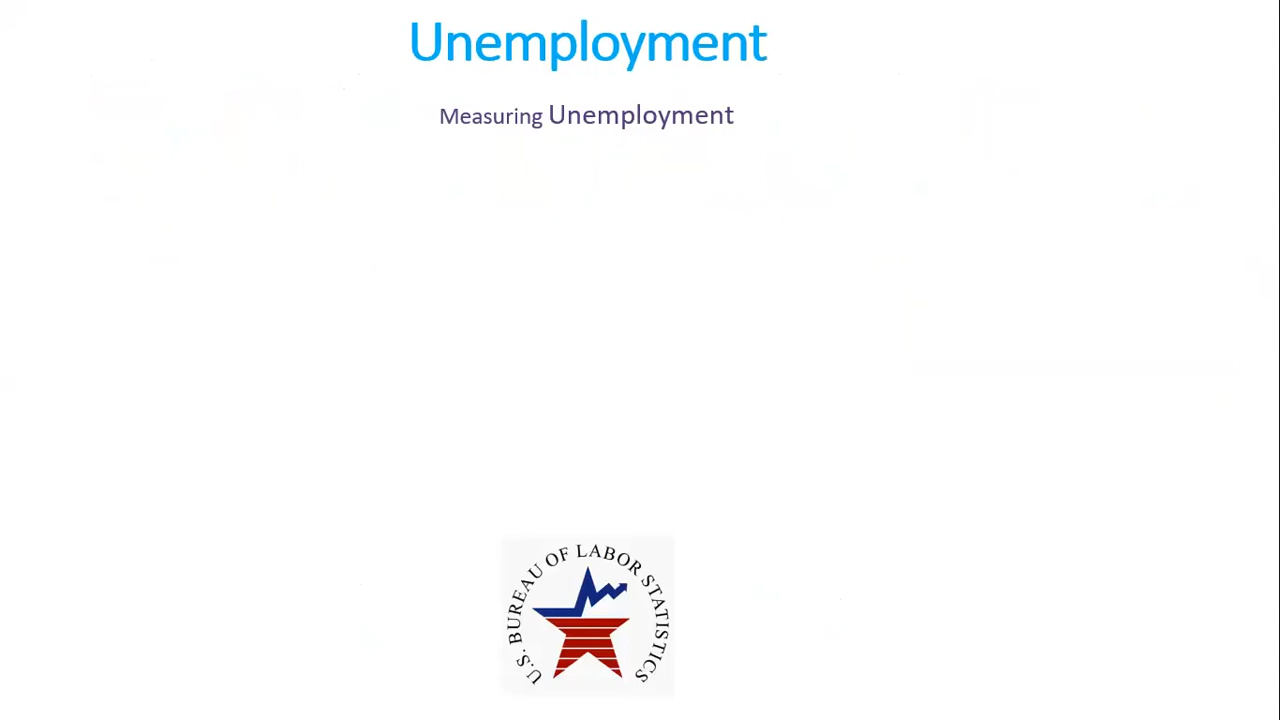 Unemployment
Measuring Unemployment
U.S. BUREAU OF LABOR STATISTICS